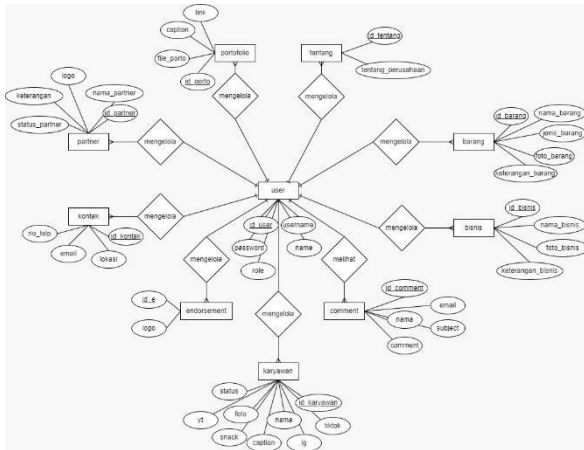 link
caption
file_porto
id_porto
portofolio
mengelola
id_tentang
tentang
tentang_perusahaan
mengelola
logo
keterangan
nama_partner
id_partner
status_partner
partner
mengelola
id_barang
nama_barang
jenis_barang
foto_barang
keterangan_barang
barang
mengelola
user
id_user
username
password
name
role
kontak
no_telp
id_kontak
email
lokasi
mengelola
id_bisnis
nama_bisnis
foto_bisnis
keterangan_bisnis
bisnis
mengelola
mengelola
id_e
logo
endorsement
melihat
id_comment
email
nama
subject
comment
comment
mengelola
karyawan
status
yt
foto
snack
caption
nama
ig
id_karyawan
tiktok